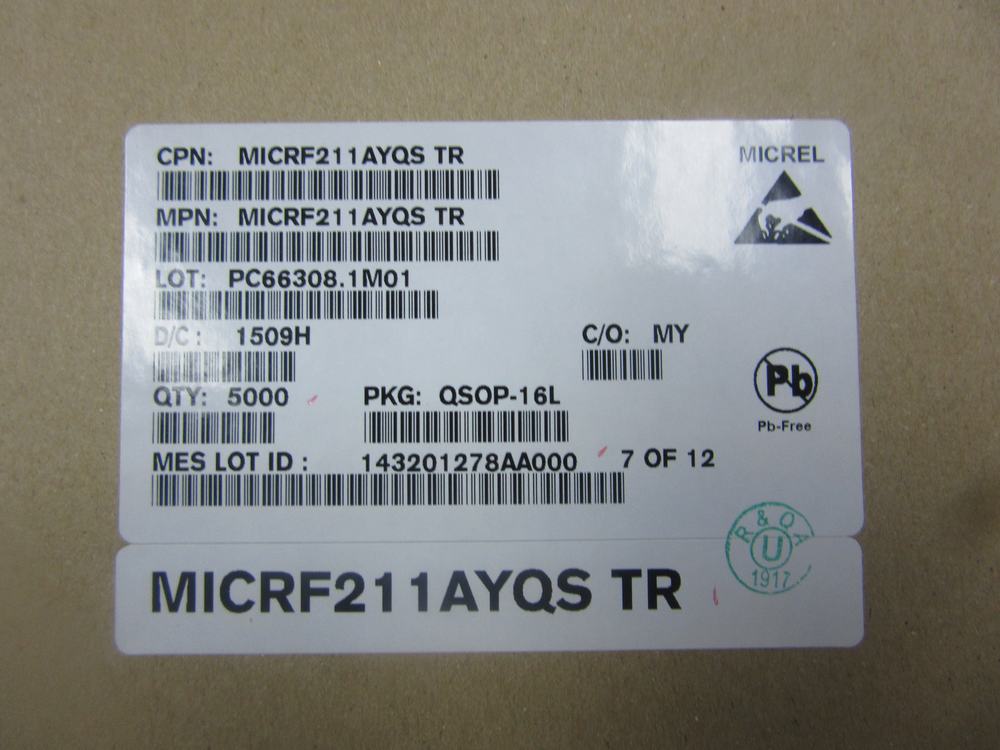 CPN: MICRF211AYQS TR
MICREL
MPN: MICRF211AYQS TR
LOT: PC66308.1M01
D/C: 1509H
C/O: MY
QTY: 5000
PKG: QSOP-16L
Pb
Pb-Free
MES LOT ID : 143201278AA000
7 OF 12
R & Q A
U
1917
MICRF211AYQS TR